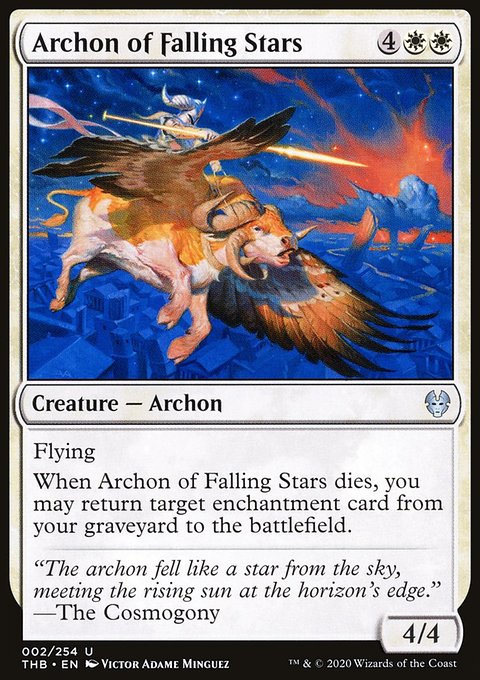 Archon of Falling Stars 4
Creature — Archon
Flying
When Archon of Falling Stars dies, you
may return target enchantment card from
your graveyard to the battlefield.
“The archon fell like a star from the sky,
meeting the rising sun at the horizon’s edge.”
—The Cosmogony
4/4
002/254 U
THB • EN Victor Adame Minguez ™ & © 2020 Wizards of the Coast